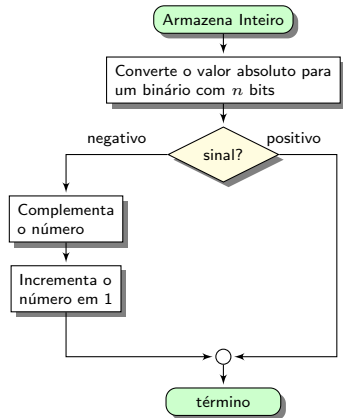 Armazena Inteiro
Converte o valor absoluto para
um binário com n bits
negativo
positivo
sinal?
Complementa
o número
Incrementa o
número em 1
término